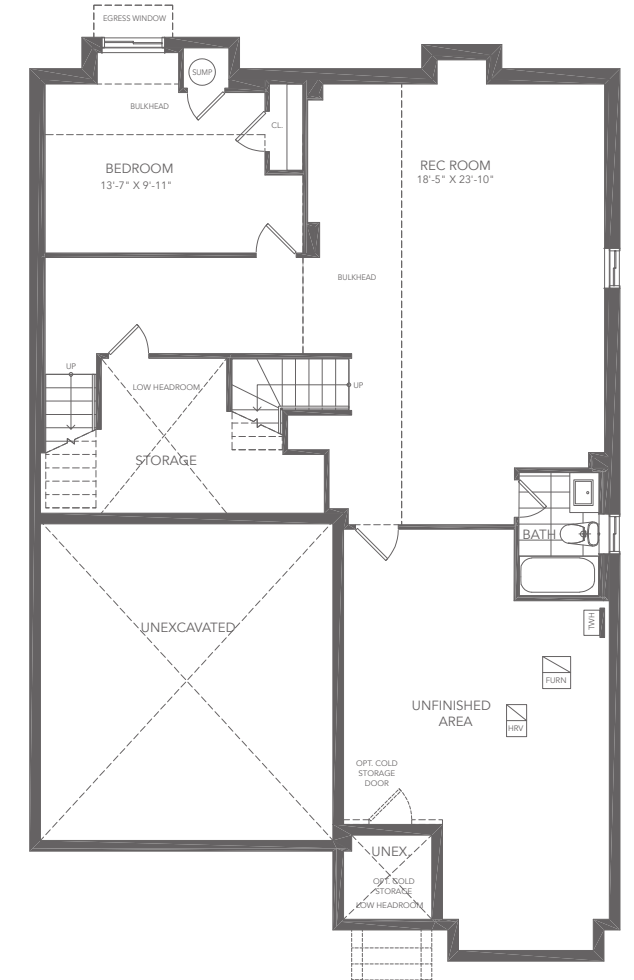 EGRESS WINDOW
SUMP
BULKHEAD
CL.
BEDROOM
13'-7" X 9'-11"
REC ROOM
18'-5" X 23'-10"
BULKHEAD
UP
LOW HEADROOM
UP
STORAGE
BATH
UNEXCAVATED
TWH
FURN
UNFINISHED
AREA
HRV
OPT. COLD
STORAGE
DOOR
UNEX.
OPT. COLD
STORAGE
LOW HEADROOM